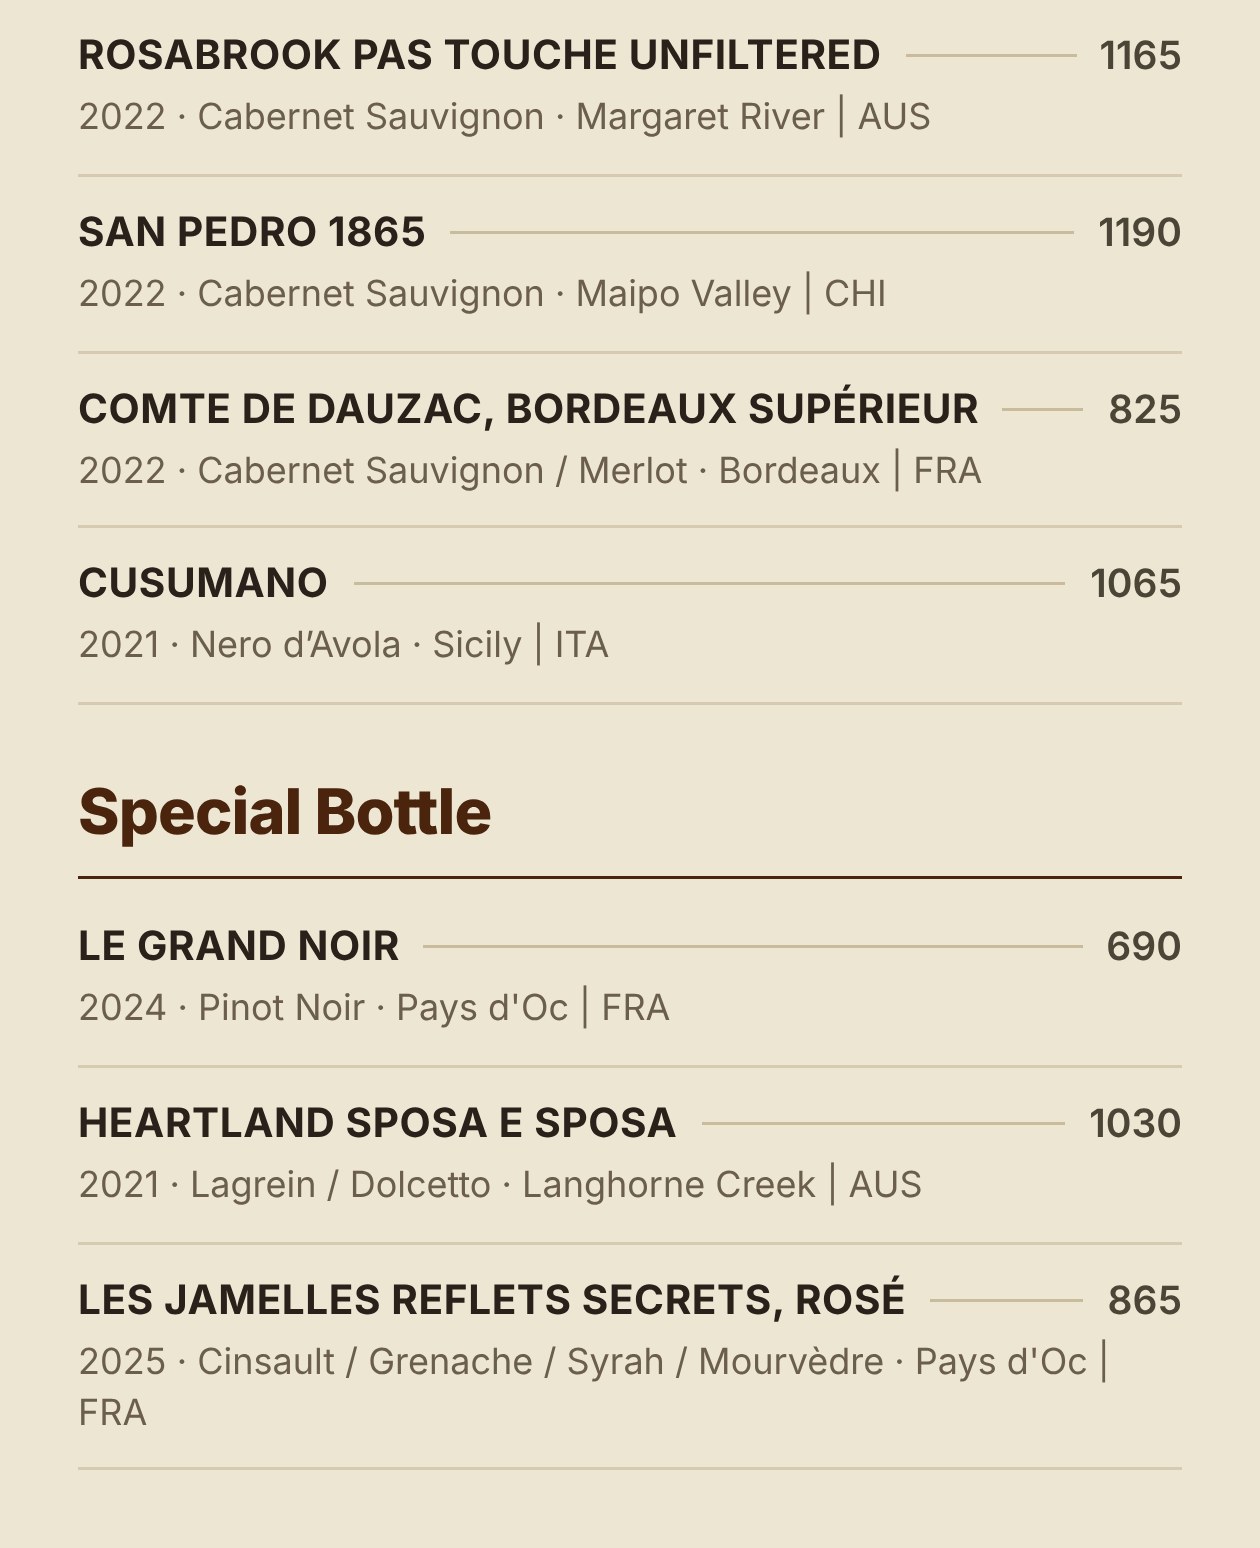 ROSABROOK PAS TOUCHE UNFILTERED 1165
2022 · Cabernet Sauvignon · Margaret River | AUS
SAN PEDRO 1865 1190
2022 · Cabernet Sauvignon · Maipo Valley | CHI
COMTE DE DAUZAC, BORDEAUX SUPÉRIEUR 825
2022 · Cabernet Sauvignon / Merlot · Bordeaux | FRA
CUSUMANO 1065
2021 · Nero d’Avola · Sicily | ITA
Special Bottle
LE GRAND NOIR 690
2024 · Pinot Noir · Pays d'Oc | FRA
HEARTLAND SPOSA E SPOSA 1030
2021 · Lagrein / Dolcetto · Langhorne Creek | AUS
LES JAMELLES REFLETS SECRETS, ROSÉ 865
2025 · Cinsault / Grenache / Syrah / Mourvèdre · Pays d'Oc |
FRA